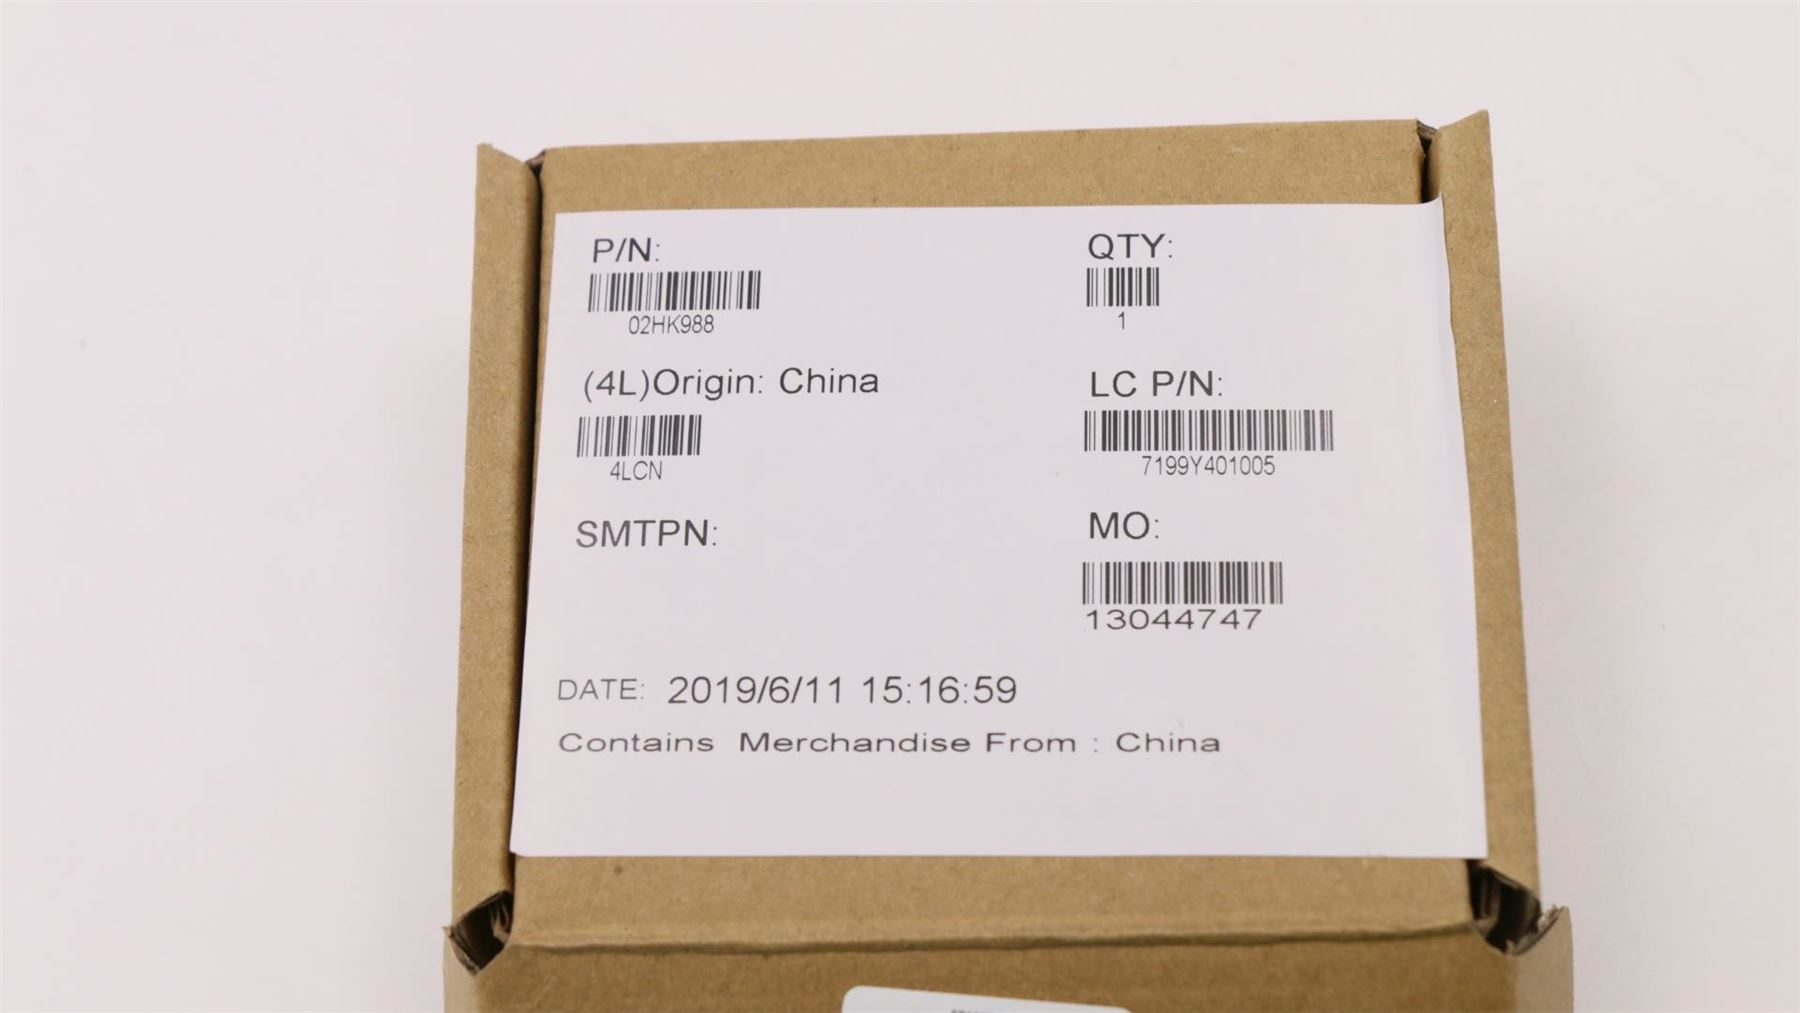 P/N:
02HK988
QTY:
1
(4L)Origin: China
4LCN
LC P/N:
7199Y401005
SMTPN:
MO:
13044747
DATE: 2019/6/11 15:16:59
Contains Merchandise From : China